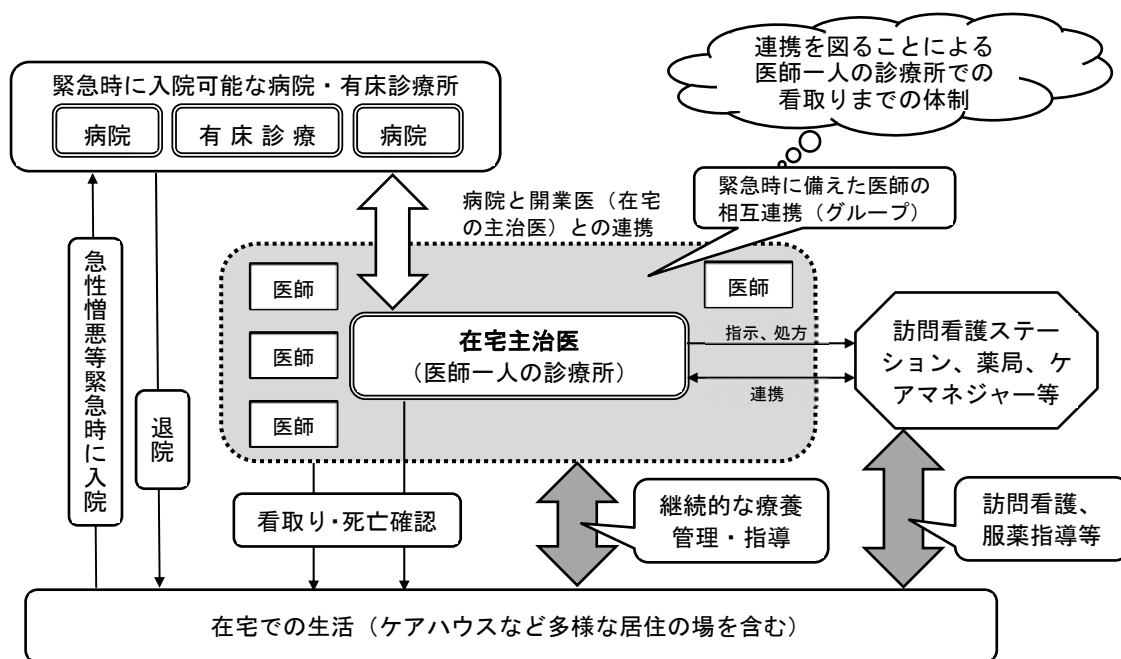 連携を図ることによる
医師一人の診療所での
看取りまでの体制
緊急時に入院可能な病院・有床診療所
病院
有床診療
病院
緊急時に備えた医師の
相互連携（グループ）
病院と開業医（在宅
の主治医）との連携
急性憎悪等緊急時に入院
退院
医師
医師
医師
医師
在宅主治医
（医師一人の診療所）
指示、処方
連携
訪問看護ステー
ション、薬局、ケ
アマネジャー等
看取り・死亡確認
継続的な療養
管理・指導
訪問看護、
服薬指導等
在宅での生活（ケアハウスなど多様な居住の場を含む）